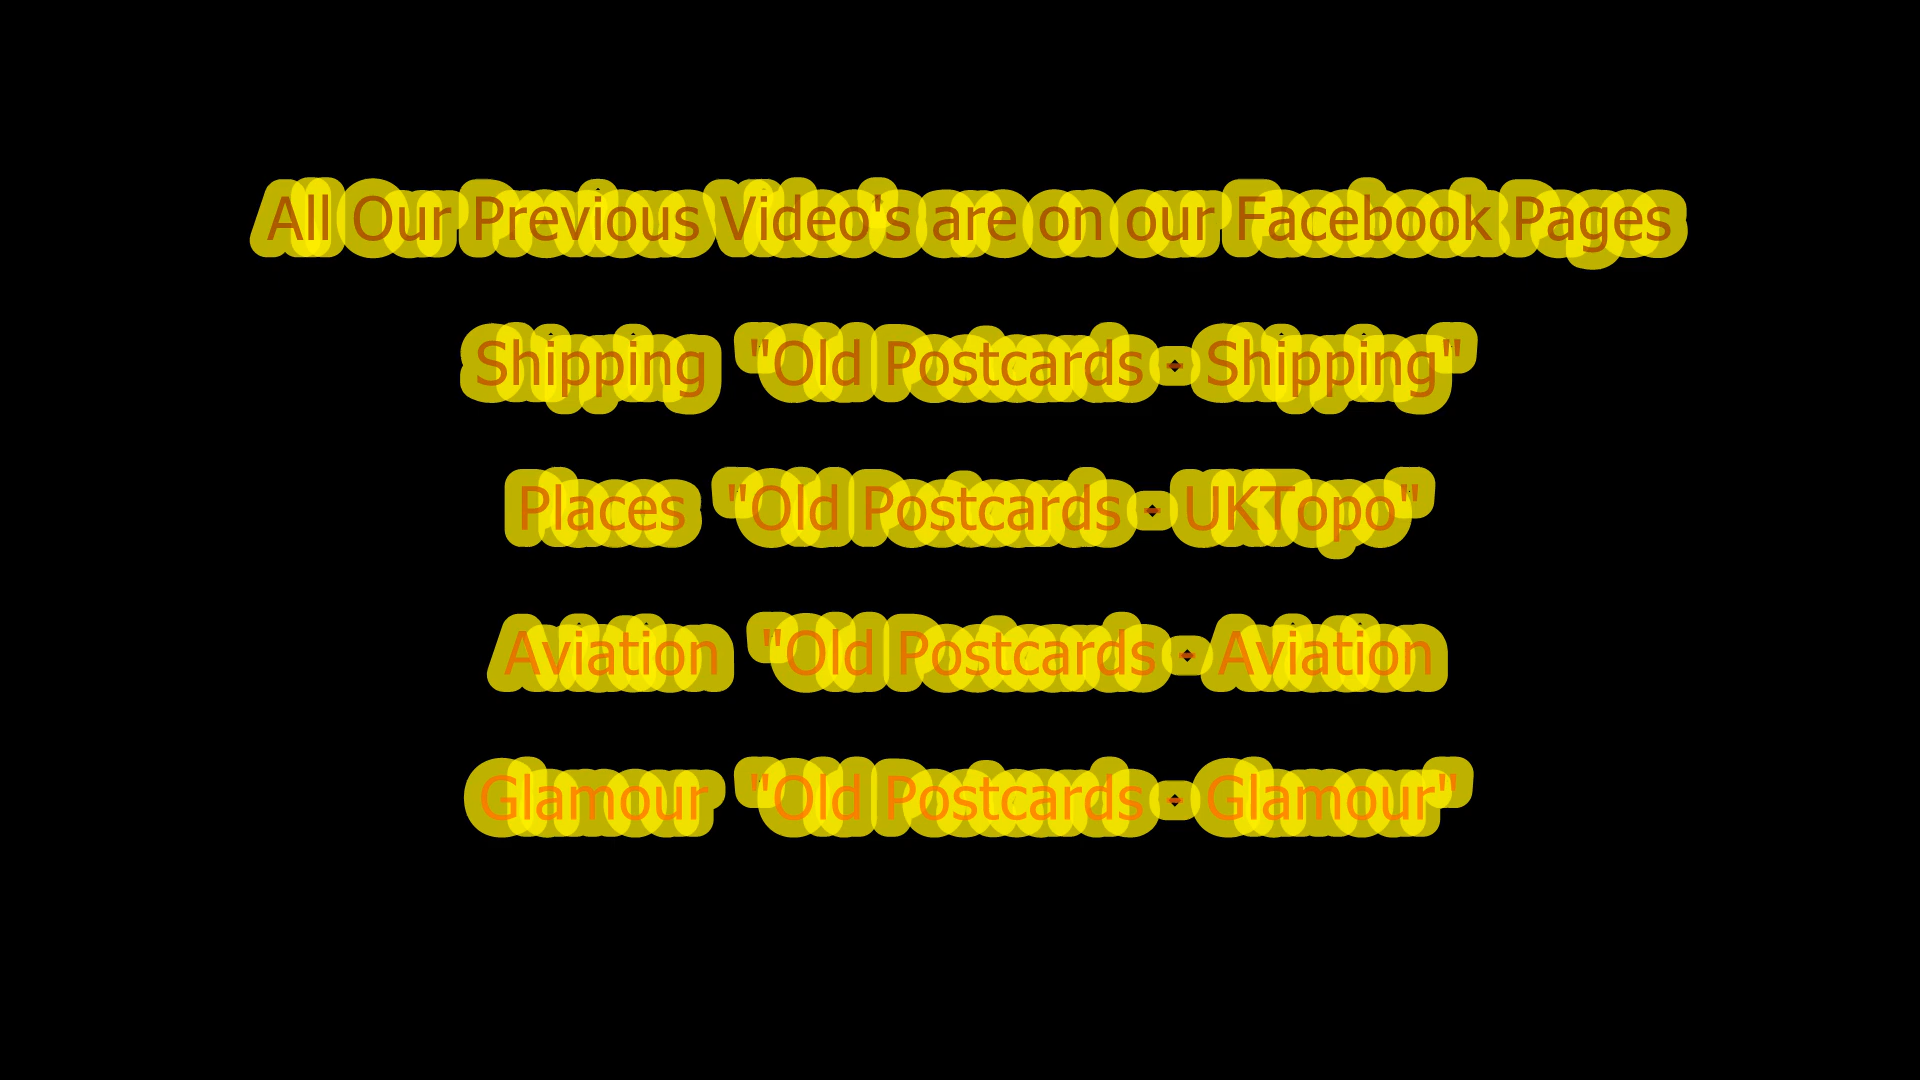 All Our Previous Video's are on our Facebook Pages
Shipping "Old Postcards - Shipping"
Places "Old Postcards - UKTopo"
Aviation "Old Postcards - Aviation
Glamour "Old Postcards - Glamour"